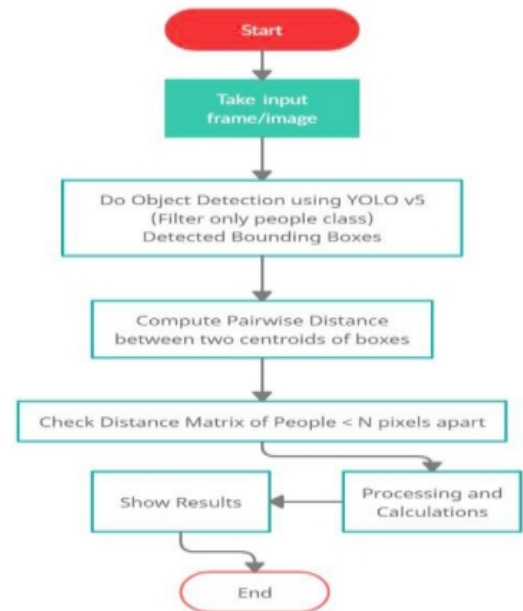 Start
Take input
frame/image
Do Object Detection using YOLO v5
(Filter only people class)
Detected Bounding Boxes
Compute Pairwise Distance
between two centroids of boxes
Check Distance Matrix of People < N pixels apart
Processing and
Calculations
Show Results
End